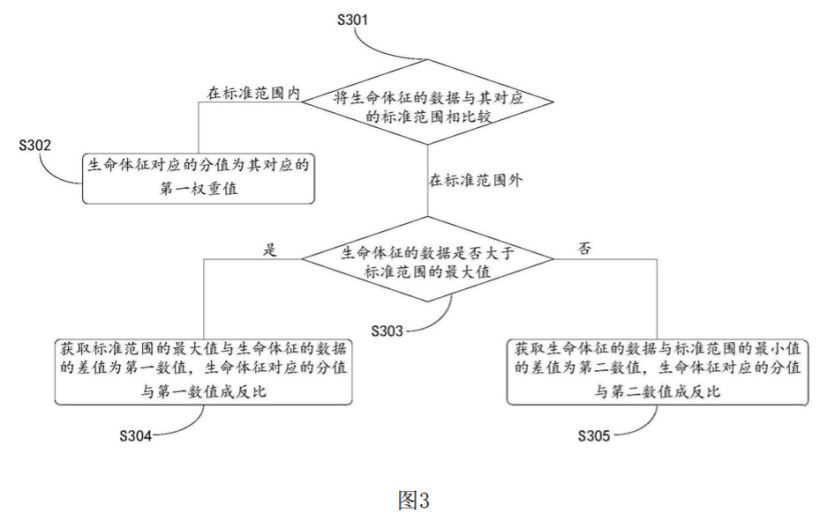 S301
将生命体征的数据与其对应
的标准范围相比较
在标准范围内
S302
生命体征对应的分值为其对应的
第一权重值
在标准范围外
生命体征的数据是否大于
标准范围的最大值
是
否
S303
获取标准范围的最大值与生命体征的数据
的差值为第一数值，生命体征对应的分值
与第一数值成反比
S304
获取生命体征的数据与标准范围的最小值
的差值为第二数值，生命体征对应的分值
与第二数值成反比
S305
图3